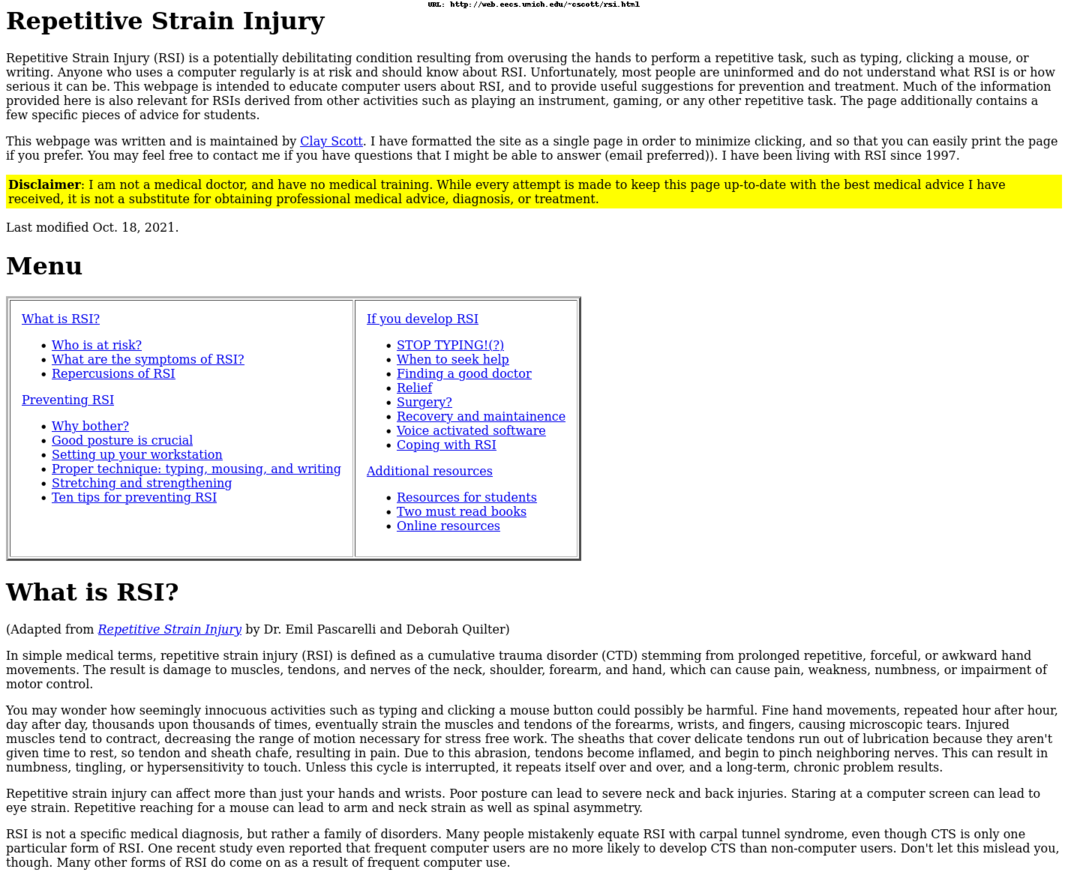 URL: http://web.eecs.umich.edu/~cscott/rsi.html
Repetitive Strain Injury
Repetitive Strain Injury (RSI) is a potentially debilitating condition resulting from overusing the hands to perform a repetitive task, such as typing, clicking a mouse, or
writing. Anyone who uses a computer regularly is at risk and should know about RSI. Unfortunately, most people are uninformed and do not understand what RSI is or how
serious it can be. This webpage is intended to educate computer users about RSI, and to provide useful suggestions for prevention and treatment. Much of the information
provided here is also relevant for RSIs derived from other activities such as playing an instrument, gaming, or any other repetitive task. The page additionally contains a
few specific pieces of advice for students.
This webpage was written and is maintained by Clay Scott. I have formatted the site as a single page in order to minimize clicking, and so that you can easily print the page
if you prefer. You may feel free to contact me if you have questions that I might be able to answer (email preferred)). I have been living with RSI since 1997.
Disclaimer: I am not a medical doctor, and have no medical training. While every attempt is made to keep this page up-to-date with the best medical advice I have
received, it is not a substitute for obtaining professional medical advice, diagnosis, or treatment.
Last modified Oct. 18, 2021.
Menu
What is RSI?
• Who is at risk?
• What are the symptoms of RSI?
• Repercusions of RSI
Preventing RSI
• Why bother?
• Good posture is crucial
• Setting up your workstation
• Proper technique: typing, mousing, and writing
• Stretching and strengthening
• Ten tips for preventing RSI
If you develop RSI
• STOP TYPING!(?)
• When to seek help
• Finding a good doctor
• Relief
• Surgery?
• Recovery and maintainence
• Voice activated software
• Coping with RSI
Additional resources
• Resources for students
• Two must read books
• Online resources
What is RSI?
(Adapted from Repetitive Strain Injury by Dr. Emil Pascarelli and Deborah Quilter)
In simple medical terms, repetitive strain injury (RSI) is defined as a cumulative trauma disorder (CTD) stemming from prolonged repetitive, forceful, or awkward hand
movements. The result is damage to muscles, tendons, and nerves of the neck, shoulder, forearm, and hand, which can cause pain, weakness, numbness, or impairment of
motor control.
You may wonder how seemingly innocuous activities such as typing and clicking a mouse button could possibly be harmful. Fine hand movements, repeated hour after hour,
day after day, thousands upon thousands of times, eventually strain the muscles and tendons of the forearms, wrists, and fingers, causing microscopic tears. Injured
muscles tend to contract, decreasing the range of motion necessary for stress free work. The sheaths that cover delicate tendons run out of lubrication because they aren't
given time to rest, so tendon and sheath chafe, resulting in pain. Due to this abrasion, tendons become inflamed, and begin to pinch neighboring nerves. This can result in
numbness, tingling, or hypersensitivity to touch. Unless this cycle is interrupted, it repeats itself over and over, and a long-term, chronic problem results.
Repetitive strain injury can affect more than just your hands and wrists. Poor posture can lead to severe neck and back injuries. Staring at a computer screen can lead to
eye strain. Repetitive reaching for a mouse can lead to arm and neck strain as well as spinal asymmetry.
RSI is not a specific medical diagnosis, but rather a family of disorders. Many people mistakenly equate RSI with carpal tunnel syndrome, even though CTS is only one
particular form of RSI. One recent study even reported that frequent computer users are no more likely to develop CTS than non-computer users. Don't let this mislead you,
though. Many other forms of RSI do come on as a result of frequent computer use.